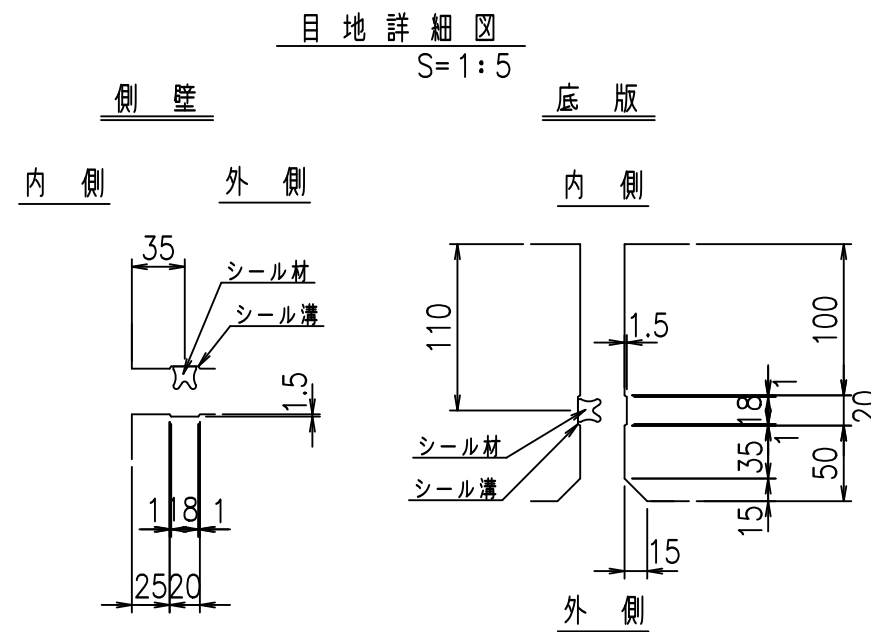 目地詳細図
S=1:5
側壁
底版
内側
外側
内側
35
シール材
シール溝
1.5
1 18 1
25 20
110
1.5
100
1
18
20
1
35
50
15
シール材
シール溝
15
外側